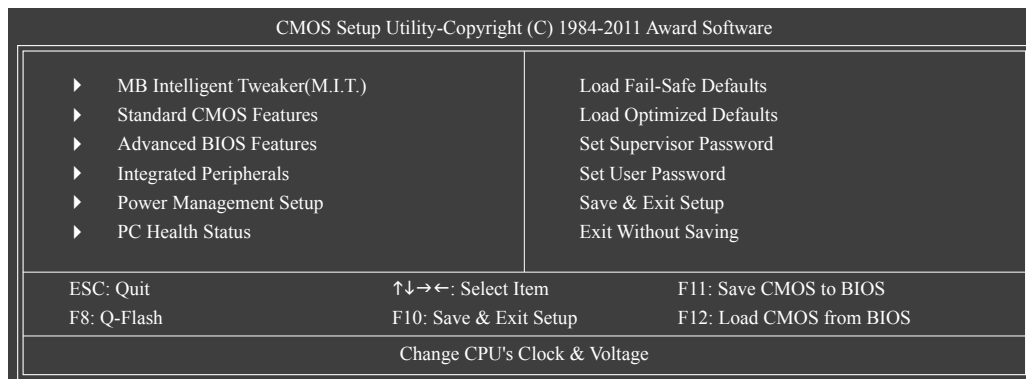 CMOS Setup Utility-Copyright (C) 1984-2011 Award Software
MB Intelligent Tweaker(M.I.T.)
Standard CMOS Features
Advanced BIOS Features
Integrated Peripherals
Power Management Setup
PC Health Status
Load Fail-Safe Defaults
Load Optimized Defaults
Set Supervisor Password
Set User Password
Save & Exit Setup
Exit Without Saving
ESC: Quit ↑↓→←: Select Item F11: Save CMOS to BIOS
F8: Q-Flash F10: Save & Exit Setup F12: Load CMOS from BIOS
Change CPU's Clock & Voltage